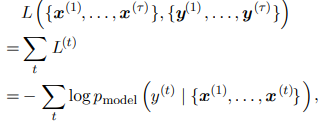 L({x^(1), . . . , x^(τ)}, {y^(1), . . . , y^(τ)})
= ∑_t L^(t)
= − ∑_t log p_model (y^(t) | {x^(1), . . . , x^(t)}),